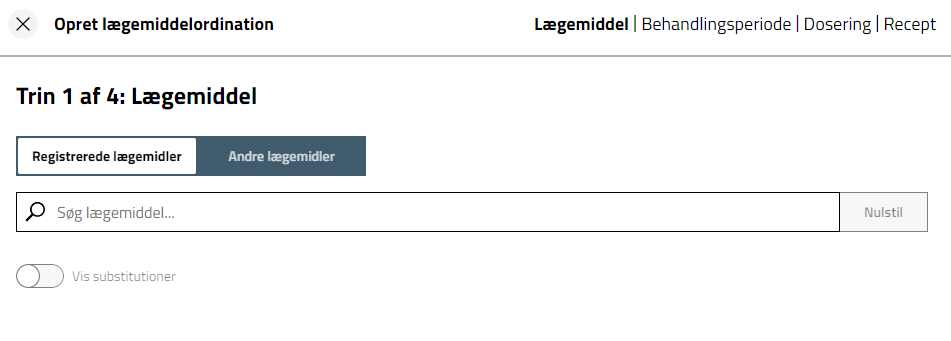 Opret lægemiddelordination
Lægemiddel | Behandlingsperiode | Dosering | Recept
Trin 1 af 4: Lægemiddel
Registrerede lægemidler
Andre lægemidler
Søg lægemiddel...
Nulstil
Vis substitutioner